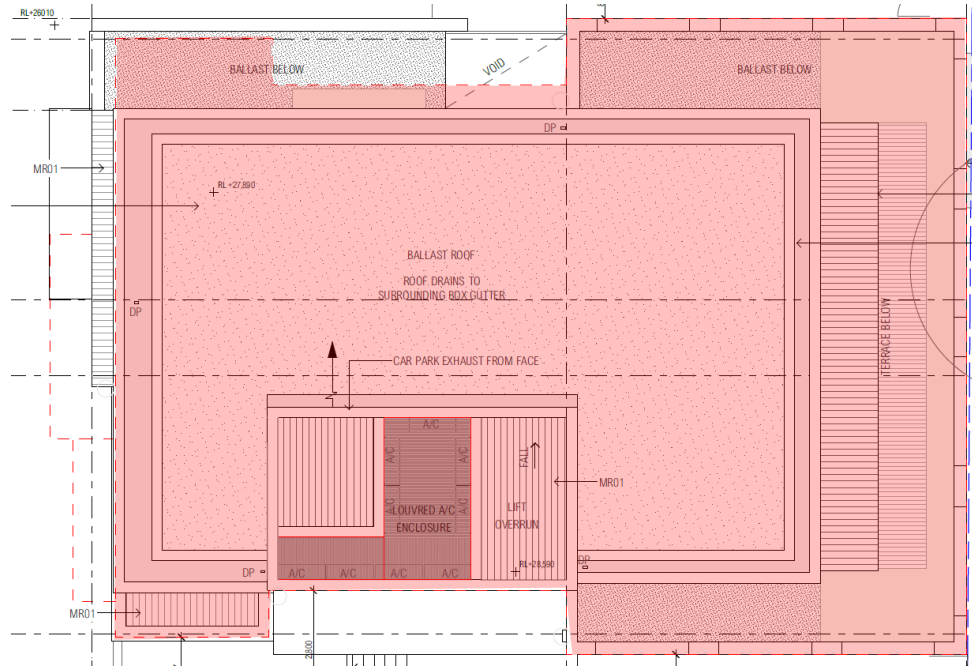 RL+26010
BALLAST BELOW
VOID
BALLAST BELOW
DP
MR01
RL+27,890
BALLAST ROOF
ROOF DRAINS TO
SURROUNDING BOX GUTTER
DP
TERRACE BELOW
CAR PARK EXHAUST FROM FACE
A/C
A/C
A/C
FALL
MR01
A/C
A/C
LOUVRED A/C
ENCLOSURE
LIFT
OVERRUN
DP
RL+28,590
DP
A/C
A/C
A/C
A/C
MR01
2,800